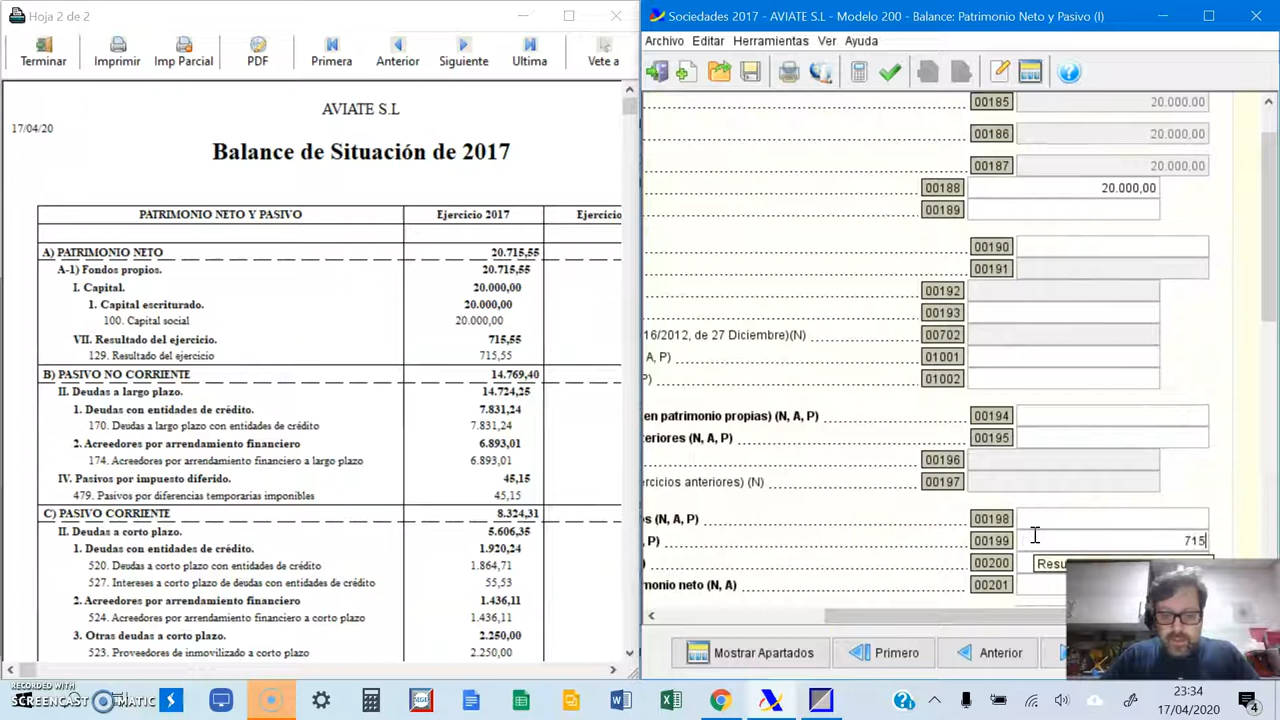 Hoja 2 de 2
Terminar Imprimir Imp Parcial PDF Primera Anterior Siguiente Ultima Vete a
AVIATE S.L
17/04/20
Balance de Situación de 2017
PATRIMONIO NETO Y PASIVO Ejercicio 2017 Ejercicio
A) PATRIMONIO NETO 20.715,55
A-1) Fondos propios. 20.715,55
I. Capital. 20.000,00
1. Capital escriturado. 20.000,00
100. Capital social 20.000,00
VII. Resultado del ejercicio. 715,55
129. Resultado del ejercicio 715,55
B) PASIVO NO CORRIENTE 14.769,40
II. Deudas a largo plazo. 14.724,25
1. Deudas con entidades de crédito. 7.831,24
170. Deudas a largo plazo con entidades de crédito 7.831,24
2. Acreedores por arrendamiento financiero 6.893,01
174. Acreedores por arrendamiento financiero a largo plazo 6.893,01
IV. Pasivos por impuesto diferido. 45,15
479. Pasivos por diferencias temporarias imponibles 45,15
C) PASIVO CORRIENTE 8.324,31
II. Deudas a corto plazo. 5.606,35
1. Deudas con entidades de crédito. 1.920,24
520. Deudas a corto plazo con entidades de crédito 1.864,71
527. Intereses a corto plazo de deudas con entidades de crédito 55,53
2. Acreedores por arrendamiento financiero 1.436,11
524. Acreedores por arrendamiento financiero a corto plazo 1.436,11
3. Otras deudas a corto plazo. 2.250,00
523. Proveedores de inmovilizado a corto plazo 2.250,00
Sociedades 2017 - AVIATE S.L - Modelo 200 - Balance: Patrimonio Neto y Pasivo (I)
Archivo Editar Herramientas Ver Ayuda
00185 20.000,00
00186 20.000,00
00187 20.000,00
00188 20.000,00
00189
00190
00191
00192
00193
16/2012, de 27 Diciembre)(N) 00702
A, P) 01001
P) 01002
en patrimonio propias) (N, A, P) 00194
teriores (N, A, P) 00195
00196
ercicios anteriores) (N) 00197
os (N, A, P) 00198
, P) 00199 715
) 00200
monio neto (N, A) 00201
Mostrar Apartados Primero Anterior
RECORDED WITH
SCREENCAST MATIC
23:34
17/04/2020
4